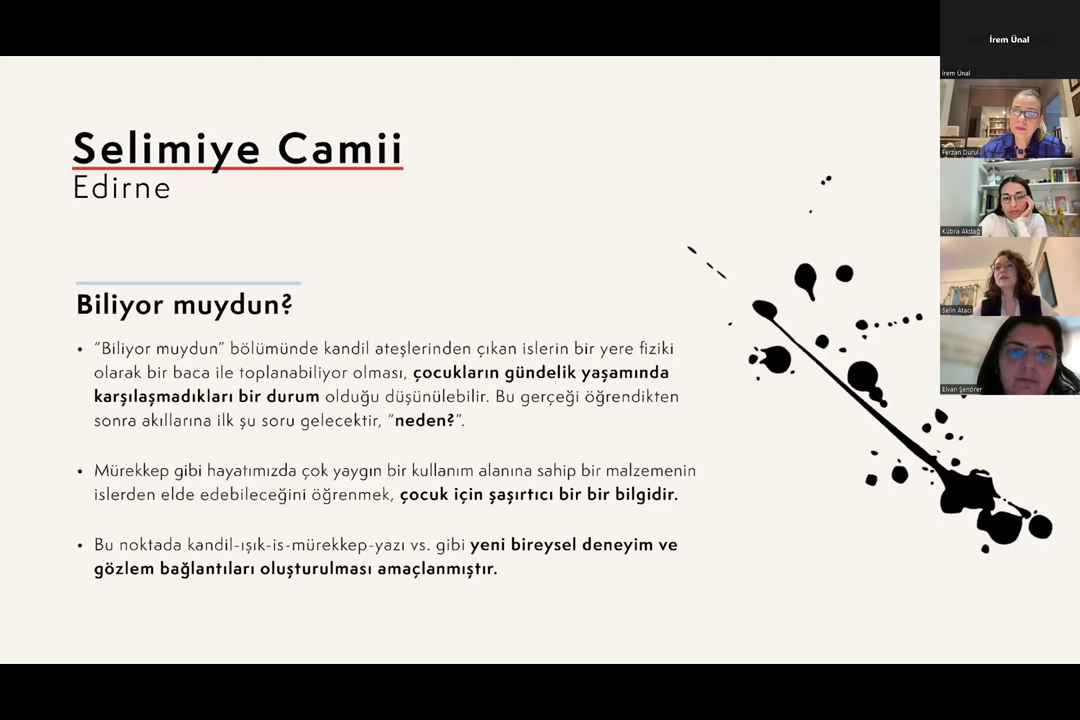 Selimiye Camii
Edirne
Biliyor muydun?
• “Biliyor muydun” bölümünde kandil ateşlerinden çıkan islerin bir yere fiziki
olarak bir baca ile toplanabiliyor olması, çocukların gündelik yaşamında
karşılaşmadıkları bir durum olduğu düşünülebilir. Bu gerçeği öğrendikten
sonra akıllarına ilk şu soru gelecektir, “neden?”.
• Mürekkep gibi hayatımızda çok yaygın bir kullanım alanına sahip bir malzemenin
islerden elde edebileceğini öğrenmek, çocuk için şaşırtıcı bir bir bilgidir.
• Bu noktada kandil-ışık-is-mürekkep-yazı vs. gibi yeni bireysel deneyim ve
gözlem bağlantıları oluşturulması amaçlanmıştır.
İrem Ünal
İrem Ünal
Ferzan Durul
Kübra Akdağ
Selin Atacı
Elvan Şenörer